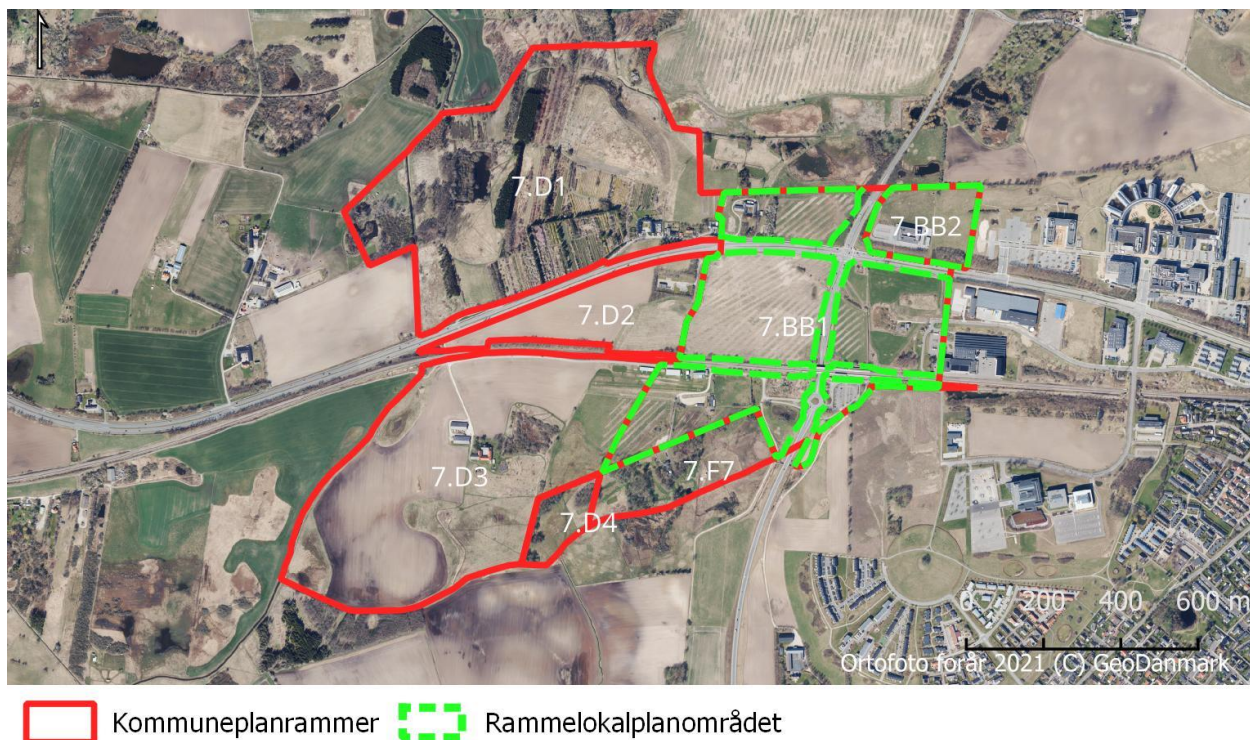 7.D1
7.BB2
7.D2
7.BB1
7.D3
7.F7
7.D4
200 400 600 m
Ortofoto forår 2021 (C) GeoDanmark
Kommuneplanrammer Rammelokalplanområdet